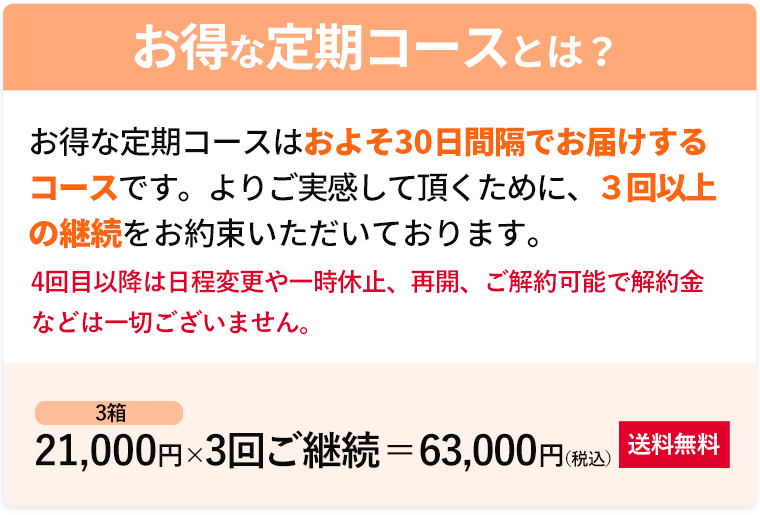 お得な定期コースとは？
お得な定期コースはおよそ30日間隔でお届けする
コースです。よりご実感して頂くために、３回以上
の継続をお約束いただいております。
4回目以降は日程変更や一時休止、再開、ご解約可能で解約金
などは一切ございません。
3箱
21,000円×3回ご継続＝63,000円(税込) 送料無料